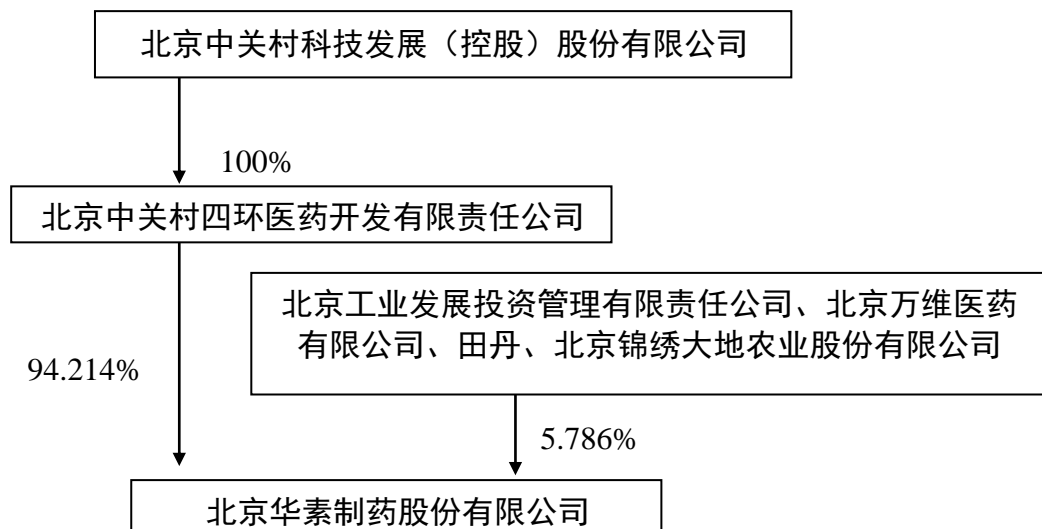 北京中关村科技发展（控股）股份有限公司
100%
北京中关村四环医药开发有限责任公司
北京工业发展投资管理有限责任公司、北京万维医药
有限公司、田丹、北京锦绣大地农业股份有限公司
94.214%
5.786%
北京华素制药股份有限公司